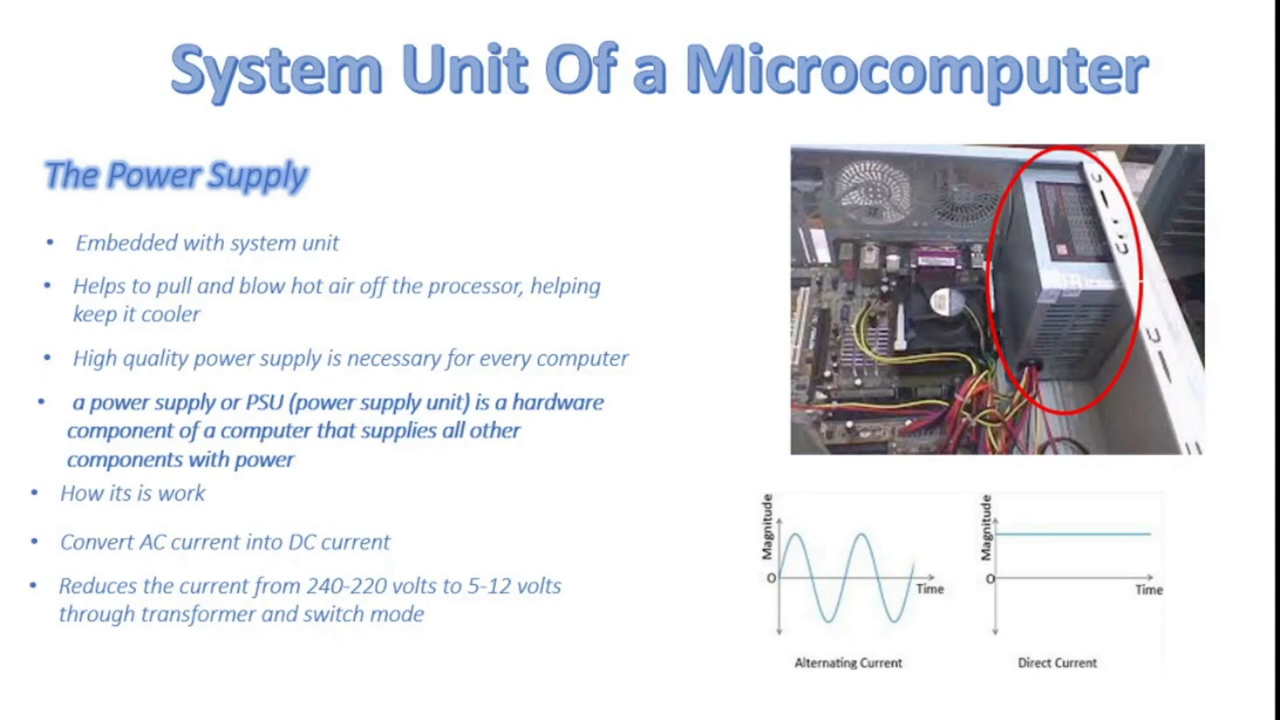 System Unit Of a Microcomputer
The Power Supply
• Embedded with system unit
• Helps to pull and blow hot air off the processor, helping
keep it cooler
• High quality power supply is necessary for every computer
• a power supply or PSU (power supply unit) is a hardware
component of a computer that supplies all other
components with power
• How its is work
• Convert AC current into DC current
• Reduces the current from 240-220 volts to 5-12 volts
through transformer and switch mode
Magnitude
O
Time
Alternating Current
Magnitude
O
Time
Direct Current